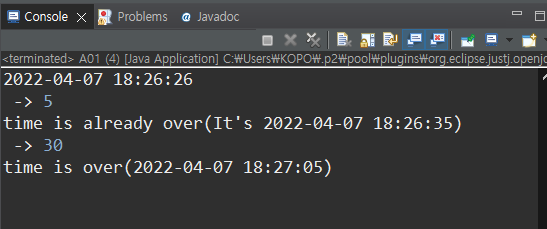 Console
Problems
Javadoc
<terminated> A01 (4) [Java Application] C:₩Users₩KOPO₩.p2₩pool₩plugins₩org.eclipse.justj.openjd
2022-04-07 18:26:26
-> 5
time is already over(It's 2022-04-07 18:26:35)
-> 30
time is over(2022-04-07 18:27:05)